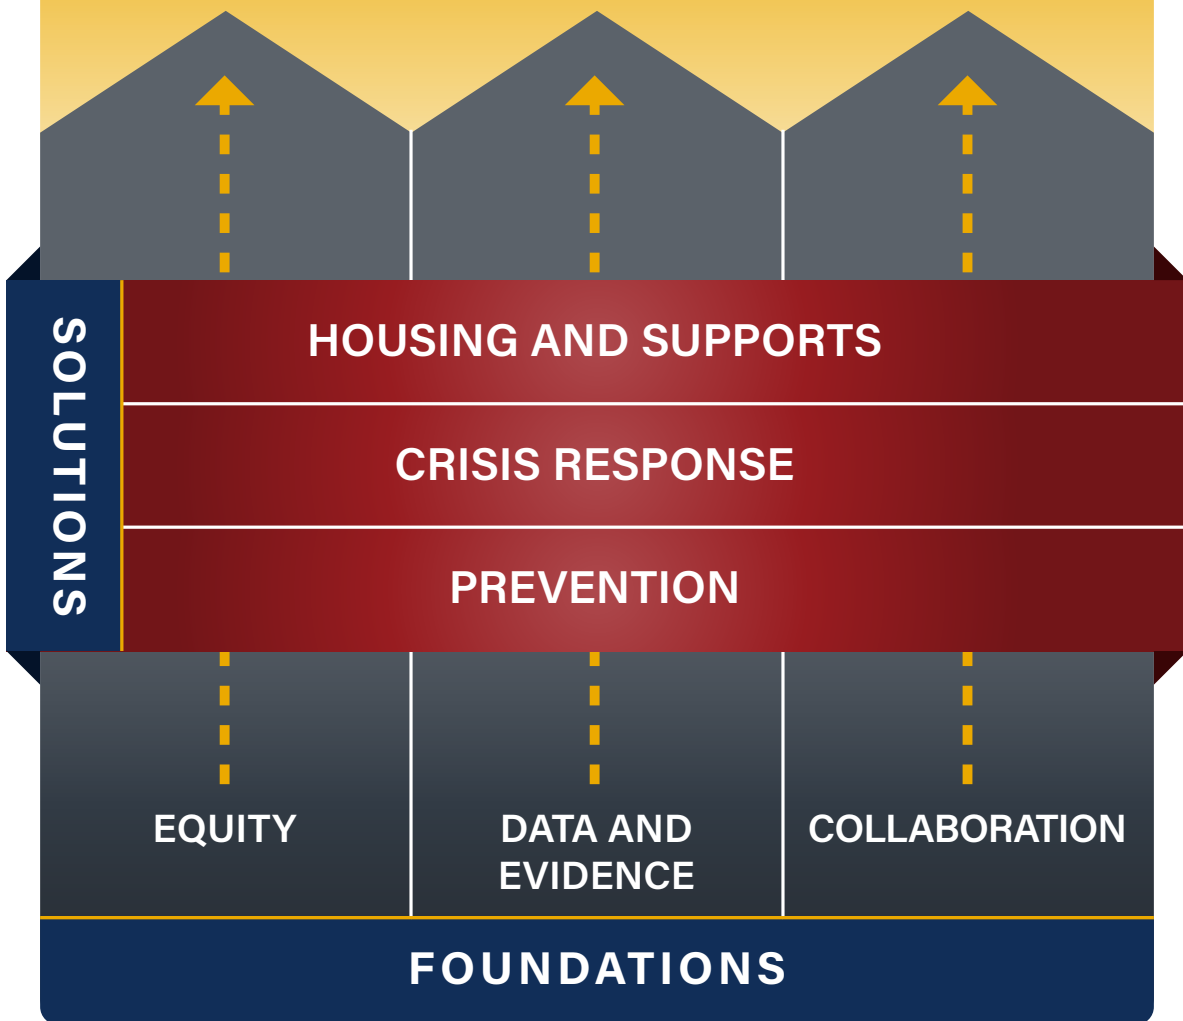 SOLUTIONS
HOUSING AND SUPPORTS
CRISIS RESPONSE
PREVENTION
EQUITY
DATA AND
EVIDENCE
COLLABORATION
FOUNDATIONS